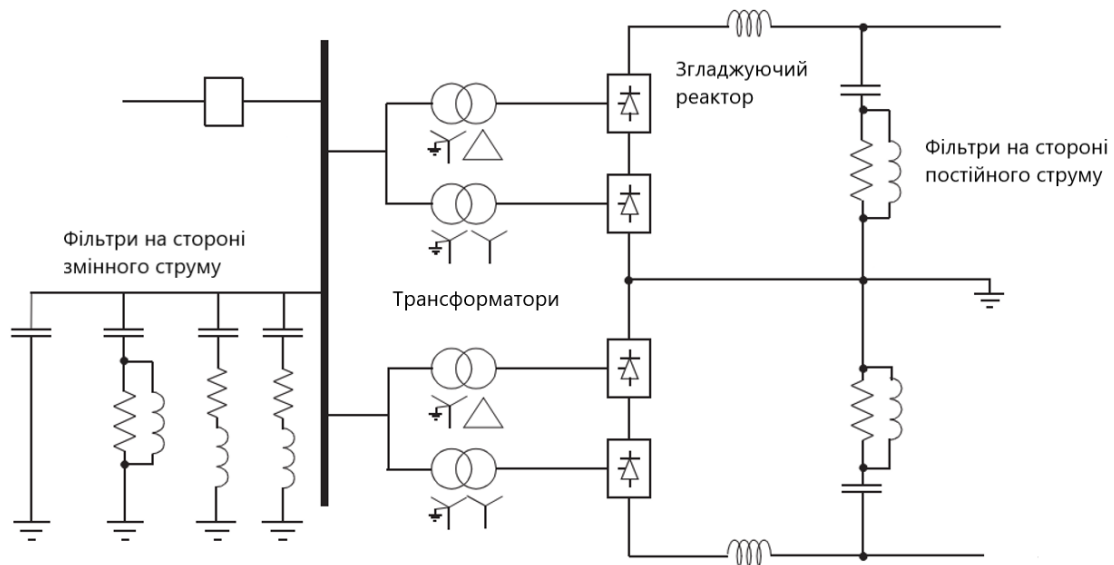 Згладжуючий
реактор
Фільтри на стороні
постійного струму
Фільтри на стороні
змінного струму
Трансформатори